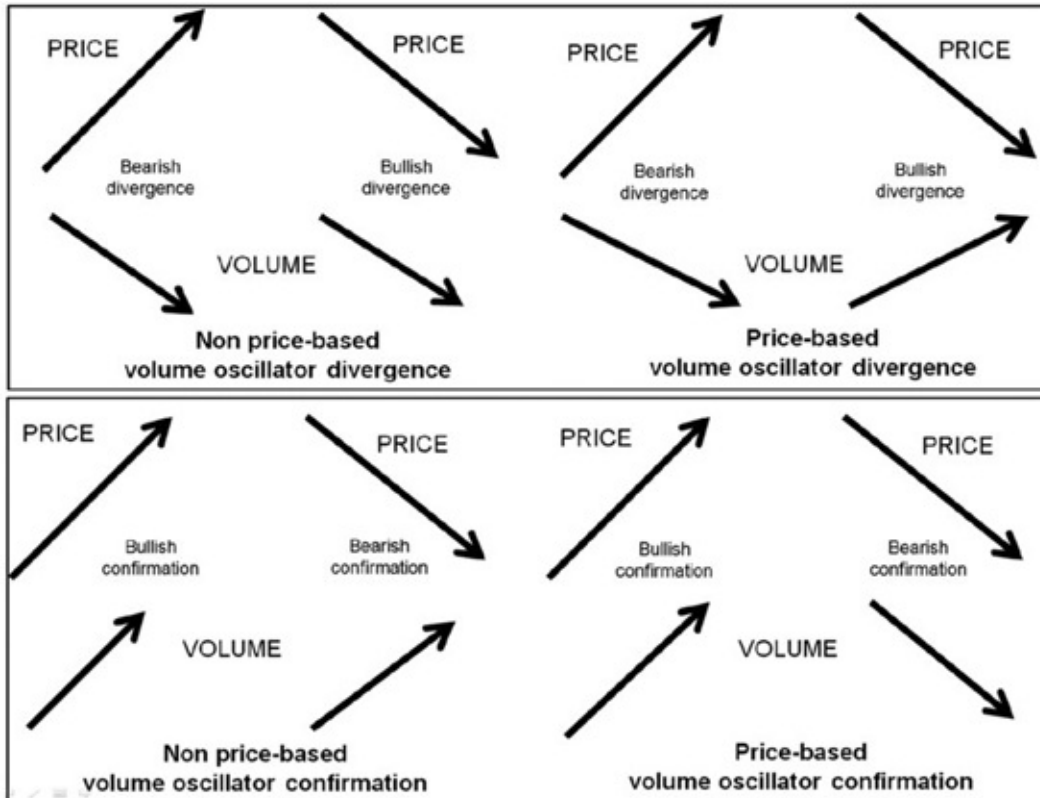 PRICE
PRICE
PRICE
PRICE
Bearish
divergence
Bullish
divergence
Bearish
divergence
Bullish
divergence
VOLUME
VOLUME
Non price-based
volume oscillator divergence
Price-based
volume oscillator divergence
PRICE
PRICE
PRICE
PRICE
Bullish
confirmation
Bearish
confirmation
Bullish
confirmation
Bearish
confirmation
VOLUME
VOLUME
Non price-based
volume oscillator confirmation
Price-based
volume oscillator confirmation